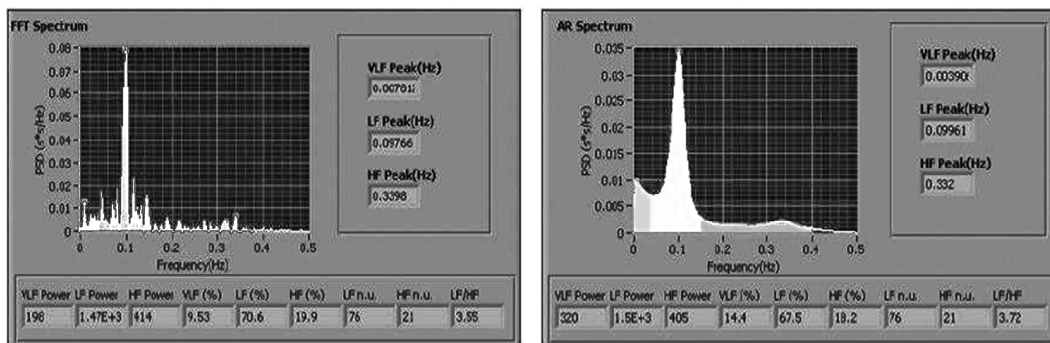 FFT Spectrum
0.08
0.07
0.06
0.05
0.04
0.03
0.02
0.01
0
PSD (s*s/Hz)
0 0.1 0.2 0.3 0.4 0.5
Frequency(Hz)
VLF Peak(Hz)
LF Peak(Hz)
0.09766
HF Peak(Hz)
0.3398
VLF Power LF Power HF Power VLF (%) LF (%) HF (%) LF n.u. HF n.u. LF/HF
198 1.47E+3 414 9.53 70.6 19.9 76 21 3.55
AR Spectrum
0.035
0.03
0.025
0.02
0.015
0.01
0.005
0
PSD (s*s/Hz)
0 0.1 0.2 0.3 0.4 0.5
Frequency(Hz)
VLF Peak(Hz)
LF Peak(Hz)
0.09961
HF Peak(Hz)
0.332
VLF Power LF Power HF Power VLF (%) LF (%) HF (%) LF n.u. HF n.u. LF/HF
320 1.5E+3 405 14.4 67.5 18.2 76 21 3.72